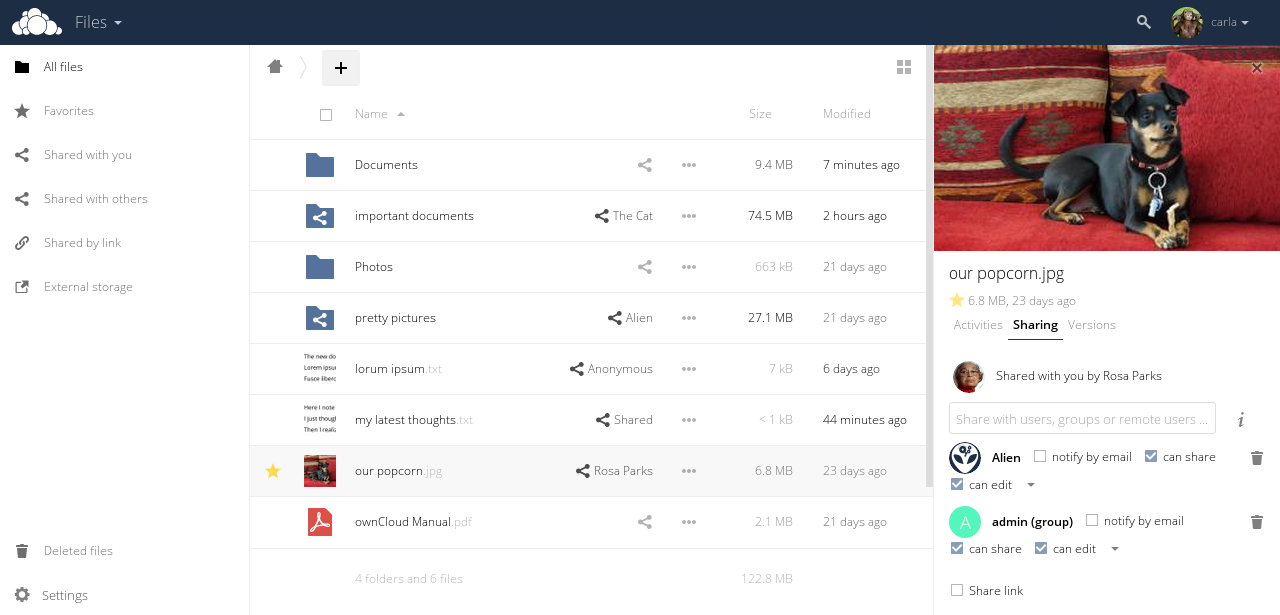 Files
carla
All files
Favorites
Shared with you
Shared with others
Shared by link
External storage
Deleted files
Settings
Name Size Modified
Documents 9.4 MB 7 minutes ago
important documents The Cat 74.5 MB 2 hours ago
Photos 663 kB 21 days ago
pretty pictures Alien 27.1 MB 21 days ago
The new do
Lorem ipsu
Fusce liberc
lorum ipsum.txt Anonymous 7 kB 6 days ago
Here I note
I just though
Then I realiz
my latest thoughts.txt Shared < 1 kB 44 minutes ago
our popcorn.jpg Rosa Parks 6.8 MB 23 days ago
ownCloud Manual.pdf 2.1 MB 21 days ago
4 folders and 6 files 122.8 MB
our popcorn.jpg
6.8 MB, 23 days ago
Activities Sharing Versions
Shared with you by Rosa Parks
Share with users, groups or remote users ...
i
Alien notify by email can share
can edit
A admin (group) notify by email
can share can edit
Share link